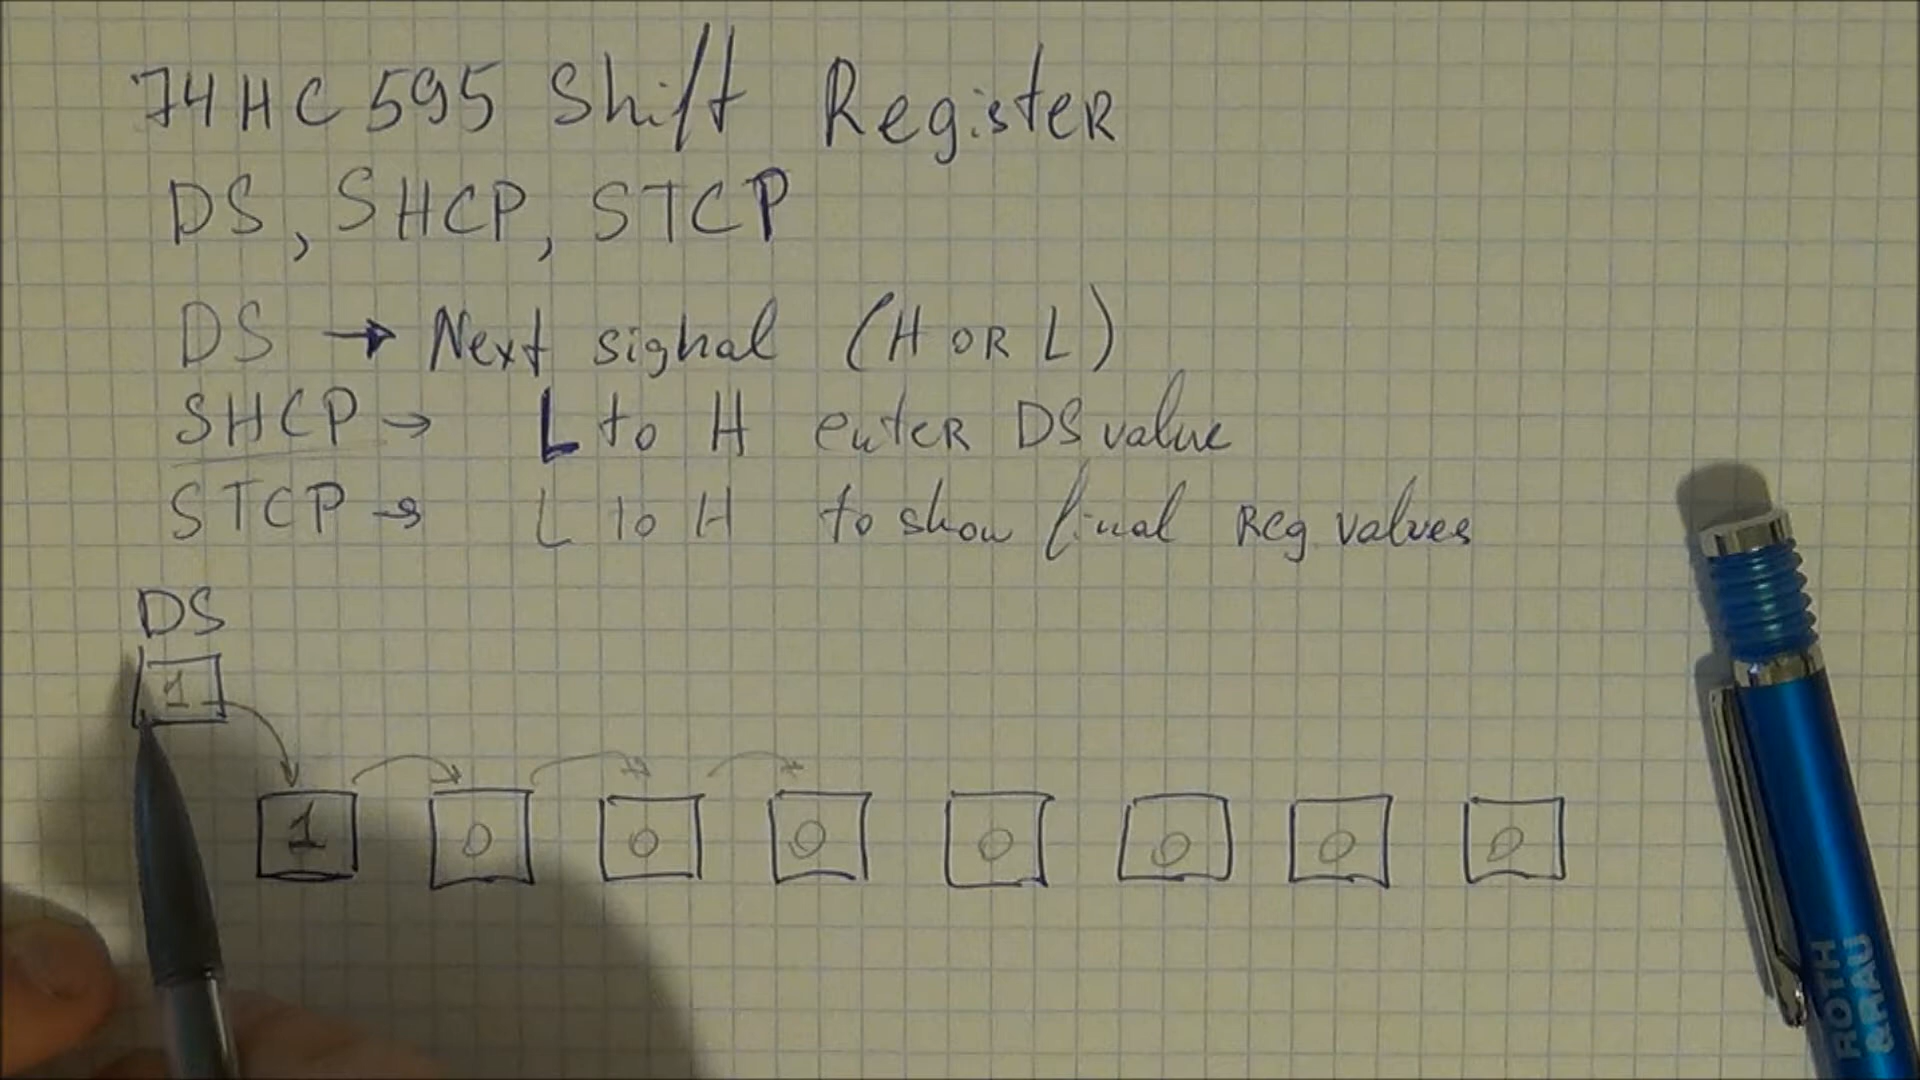 74HC595 Shift Register
DS, SHCP, STCP
DS → Next signal (H OR L)
SHCP → L to H enter DS value
STCP → L to H to show final Reg. values
DS
1
1 0 0 0 0 0 0 0
ROTH
&RAU